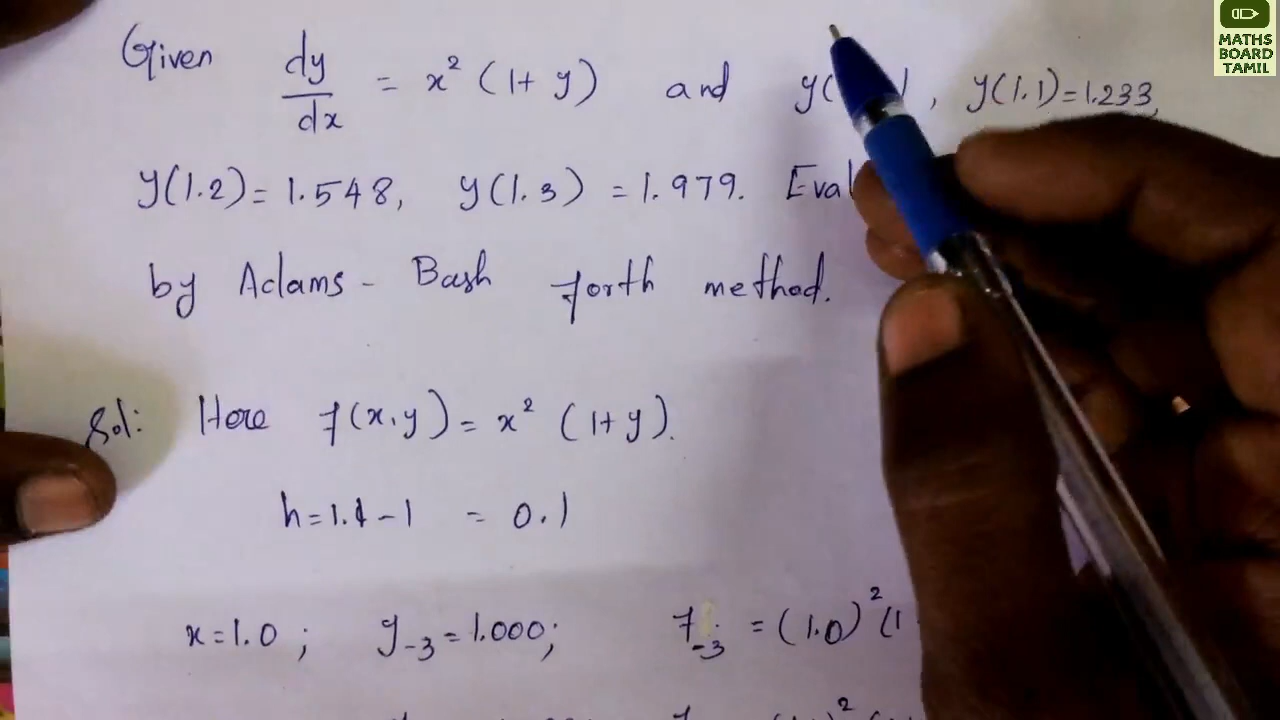 MATHS
BOARD
TAMIL
Given dy/dx = x² (1+ y) and y( 1, y(1.1)=1.233,
y(1.2)=1.548, y(1.3)=1.979.
by Adams - Bash forth method.
Sol: Here f(x,y)= x² (1+y).
h=1.1-1 = 0.1
x=1.0 ; y₋₃=1.000; f₋₃ =(1.0)²(1